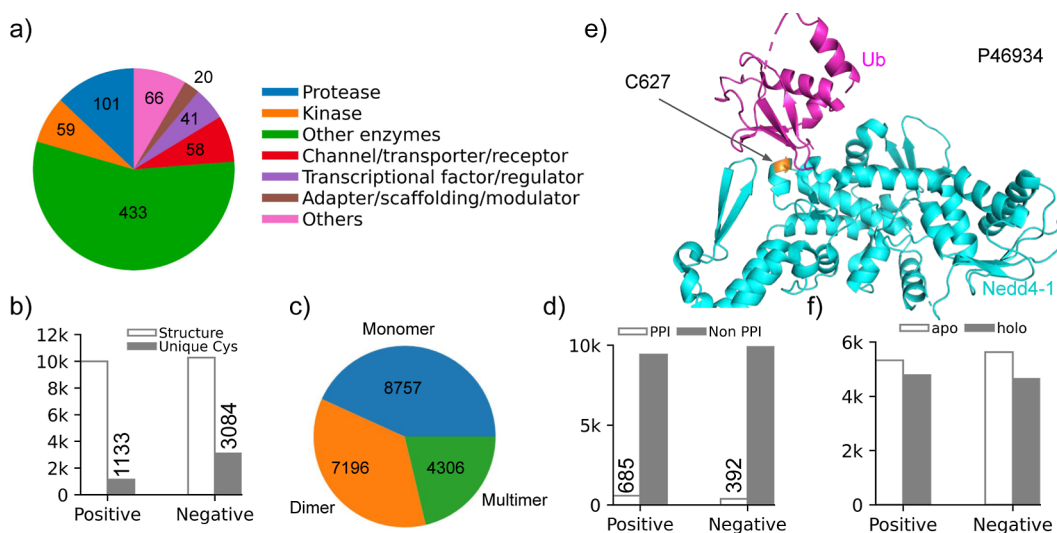 a)
101
66
20
41
58
59
433
Protease
Kinase
Other enzymes
Channel/transporter/receptor
Transcriptional factor/regulator
Adapter/scaffolding/modulator
Others
e)
Ub
P46934
C627
Nedd4-1
b)
12k
10k
8k
6k
4k
2k
0
Structure
Unique Cys
1133
3084
Positive
Negative
c)
Monomer
8757
7196
4306
Dimer
Multimer
d)
PPI
Non PPI
10k
5k
0
685
392
Positive
Negative
f)
apo
holo
6k
4k
2k
0
Positive
Negative